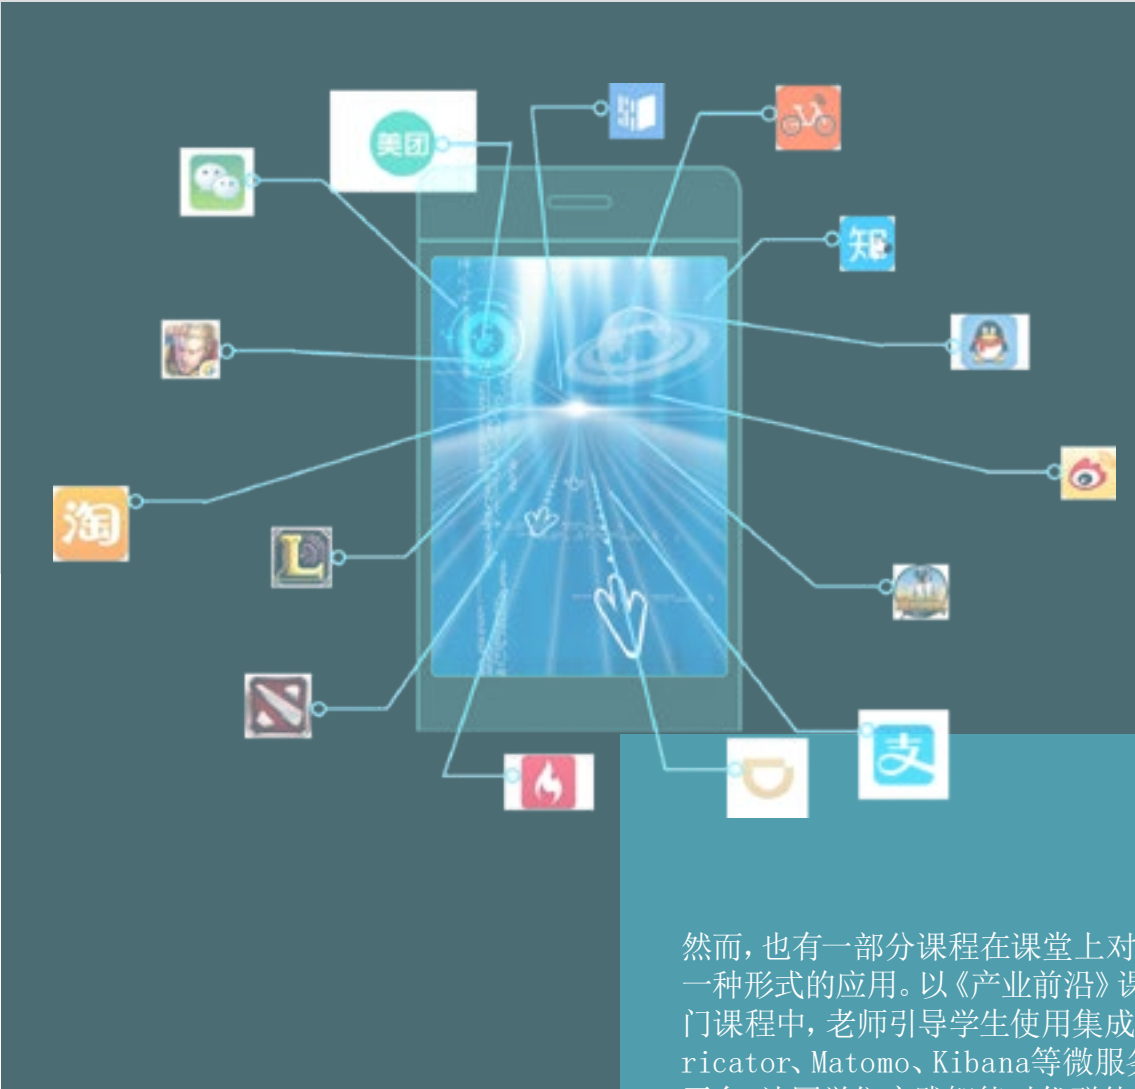 美团
知
淘
L
支
然而，也有一部分课程在课堂上对
一种形式的应用。以《产业前沿》课
门课程中，老师引导学生使用集成
ricator、Matomo、Kibana等微服务